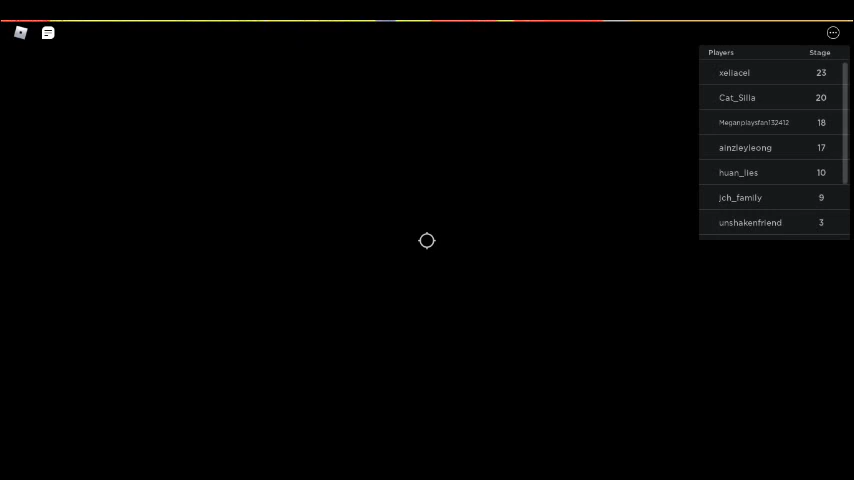 Players Stage
xeliacel 23
Cat_Silla 20
Meganplaysfan132412 18
ainzleyleong 17
huan_lies 10
jch_family 9
unshakenfriend 3